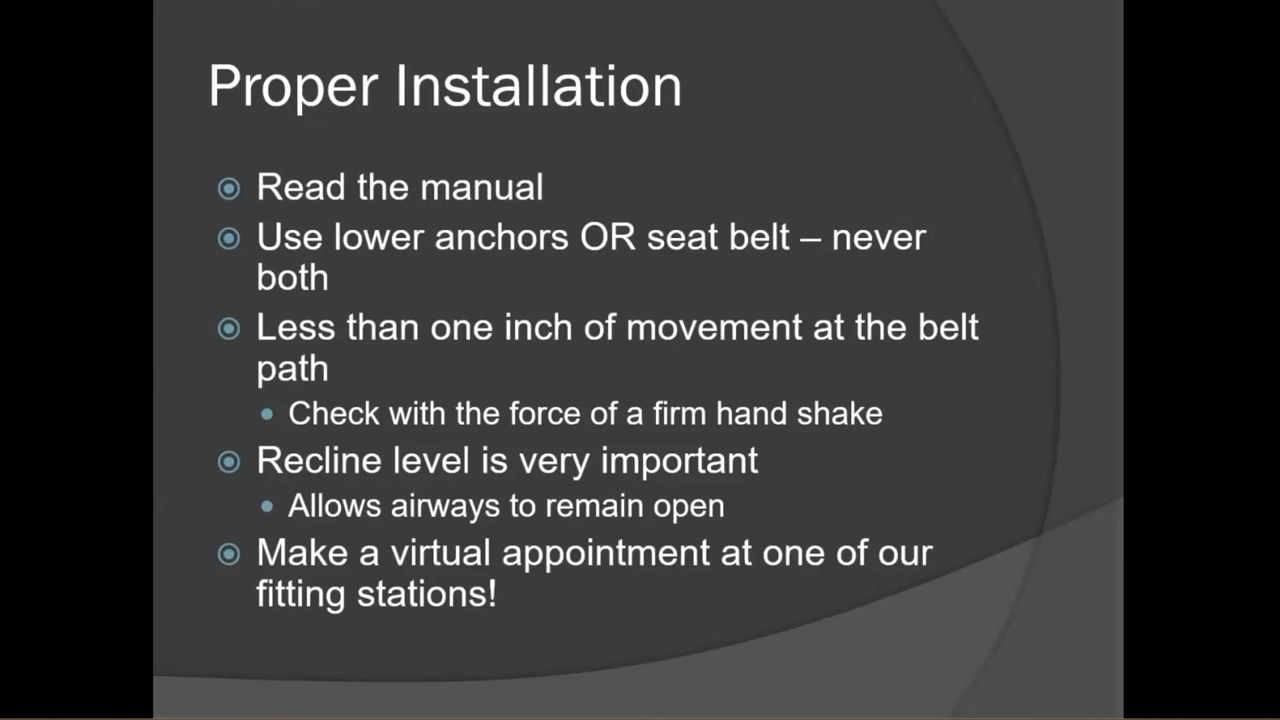 Proper Installation
Read the manual
Use lower anchors OR seat belt – never
both
Less than one inch of movement at the belt
path
Check with the force of a firm hand shake
Recline level is very important
Allows airways to remain open
Make a virtual appointment at one of our
fitting stations!